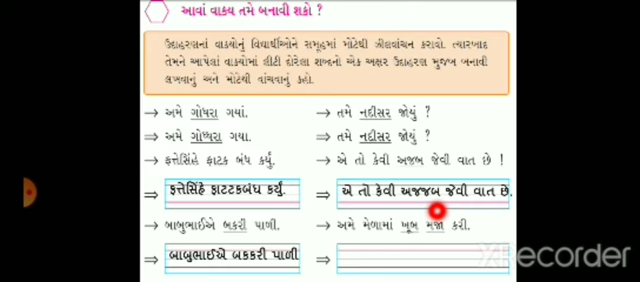 આવાં વાક્ય તમે બનાવી શકો ?
ઉદાહરણનાં વાક્યોનું વિદ્યાર્થીઓને સમૂહમાં મોટેથી ઝીલવાંચન કરાવો. ત્યારબાદ
તેમને આપેલાં વાક્યોમાં લીટી દોરેલા શબ્દનો એક અક્ષર ઉદાહરણ મુજબ બનાવી
લખવાનું અને મોટેથી વાંચવાનું કહો.
→ અમે ગોધરા ગયાં.
→ તમે નદીસર જોયું ?
⇒ અમે ગોધ્ધરા ગયા.
⇒ તમે નદીસર જોયું ?
→ ફત્તેસિંહે ફાટક બંધ કર્યું.
→ એ તો કેવી અજબ જેવી વાત છે !
⇒ ફત્તેસિંહે ફાટટકબંધ કર્યું.
⇒ એ તો કેવી અજજબ જેવી વાત છે.
→ બાબુભાઈએ બકરી પાળી.
→ અમે મેળામાં ખૂબ મજા કરી.
⇒ બાબુભાઈએ બકકરી પાળી
⇒
XRecorder